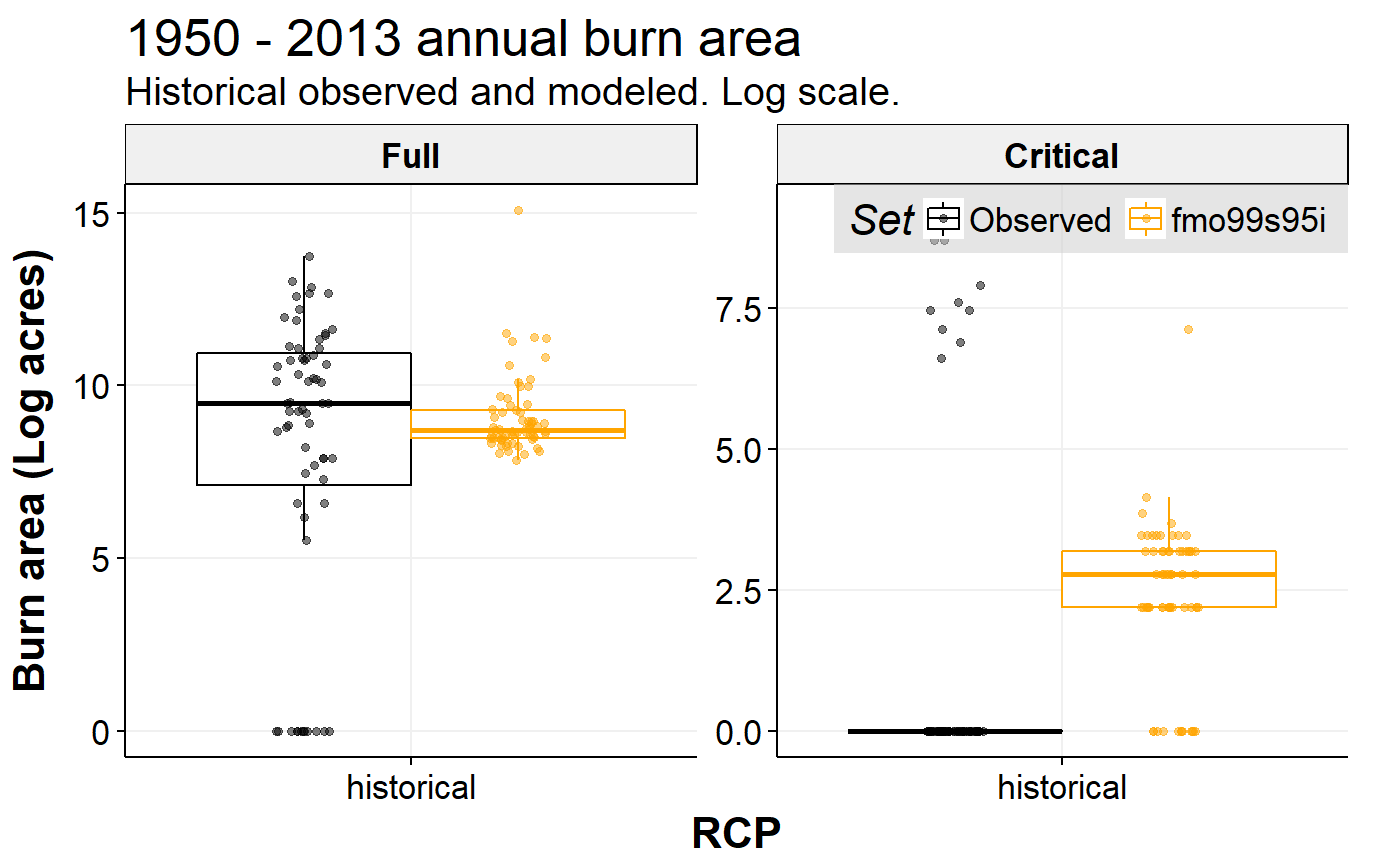 1950 - 2013 annual burn area
Historical observed and modeled. Log scale.
Full
Critical
Set Observed fmo99s95i
Burn area (Log acres)
15
10
5
0
7.5
5.0
2.5
0.0
historical
historical
RCP